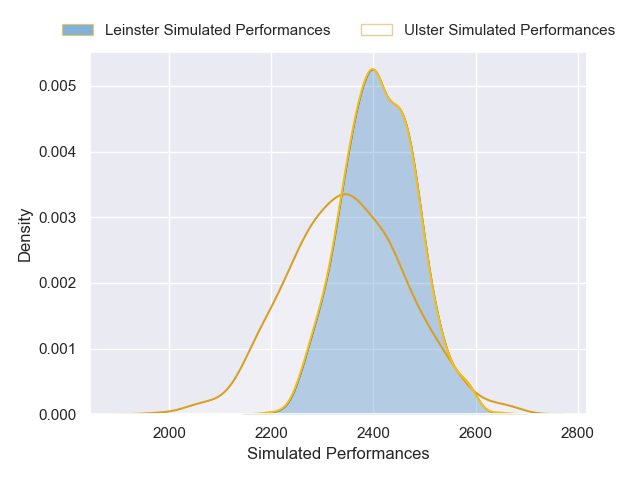 Leinster Simulated Performances Ulster Simulated Performances
0.005
0.004
0.003
0.002
0.001
0.000
Density
2000 2200 2400 2600 2800
Simulated Performances